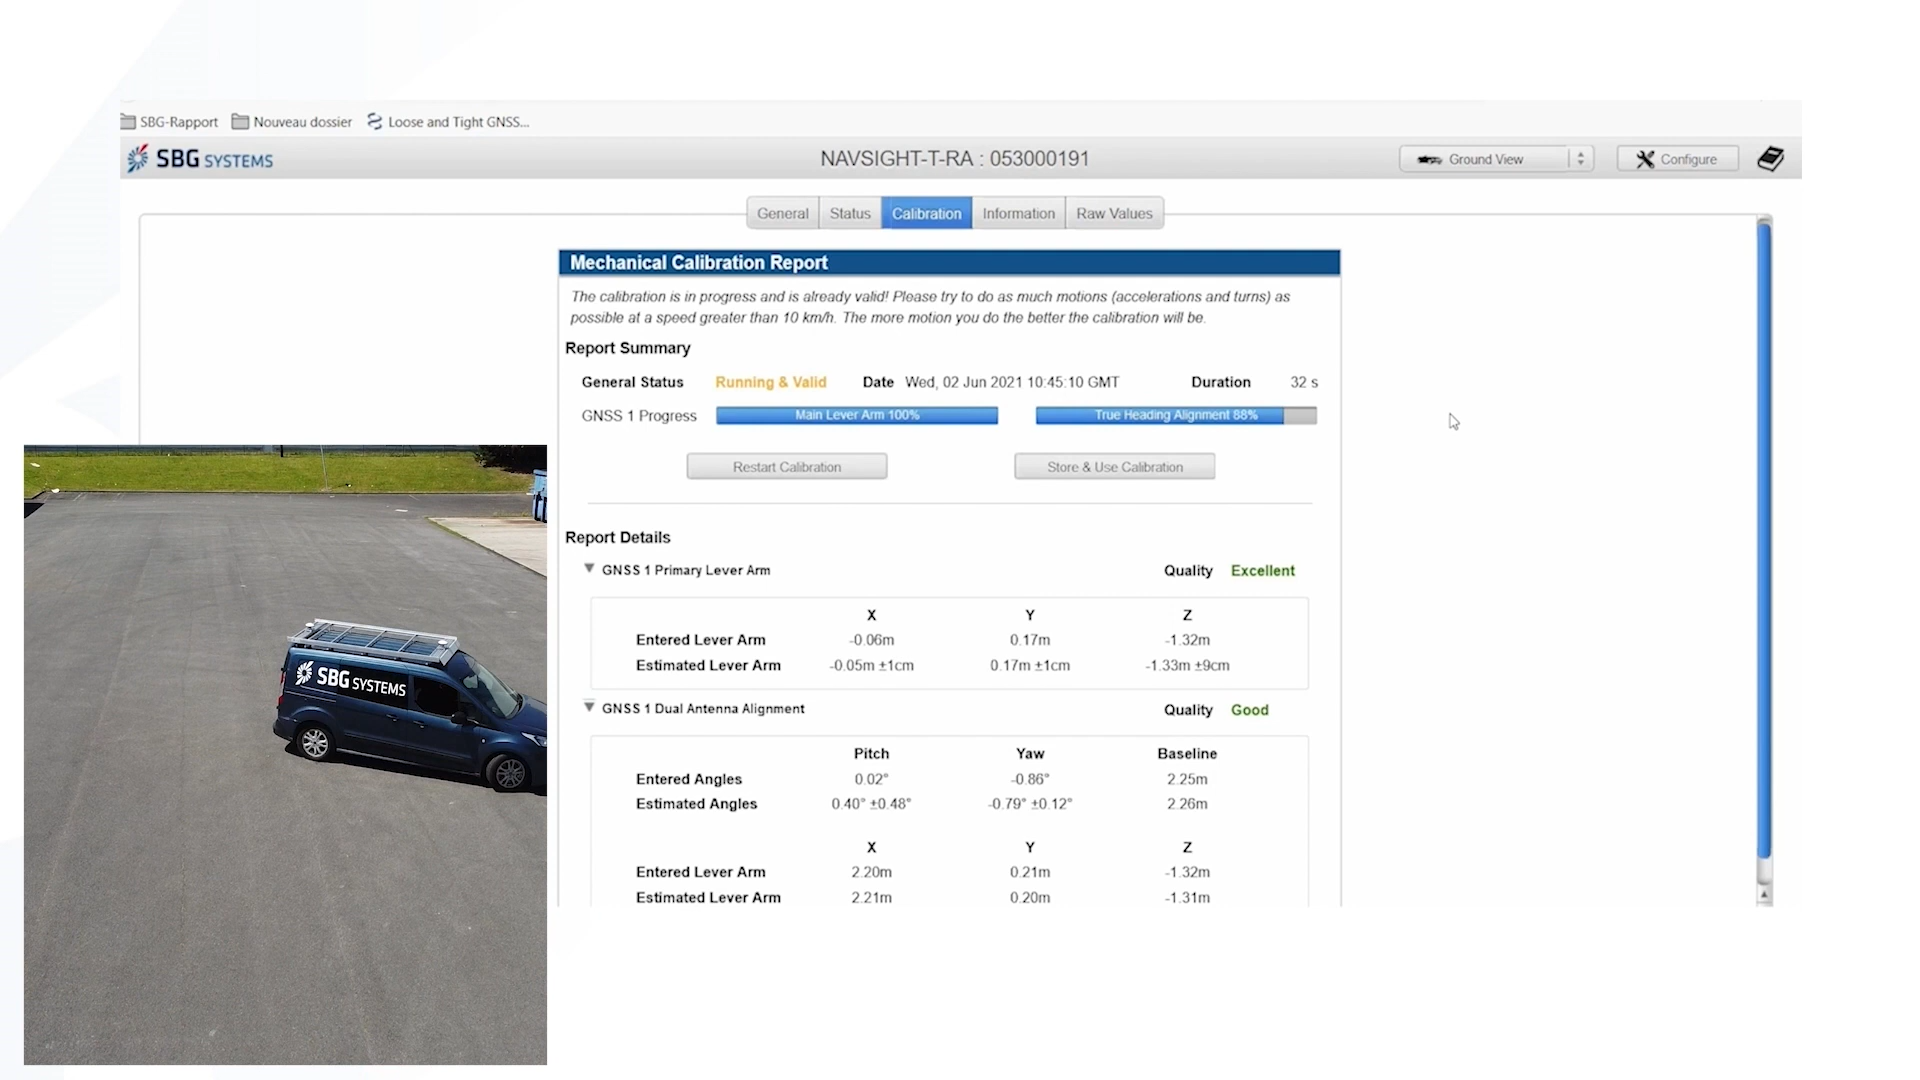 SBG-Rapport Nouveau dossier Loose and Tight GNSS...
SBG SYSTEMS NAVSIGHT-T-RA : 053000191 Ground View Configure
General Status Calibration Information Raw Values
Mechanical Calibration Report
The calibration is in progress and is already valid! Please try to do as much motions (accelerations and turns) as
possible at a speed greater than 10 km/h. The more motion you do the better the calibration will be.
Report Summary
General Status Running & Valid Date Wed, 02 Jun 2021 10:45:10 GMT Duration 32 s
GNSS 1 Progress Main Lever Arm 100% True Heading Alignment 88%
Restart Calibration Store & Use Calibration
Report Details
GNSS 1 Primary Lever Arm Quality Excellent
X Y Z
Entered Lever Arm -0.06m 0.17m -1.32m
Estimated Lever Arm -0.05m ±1cm 0.17m ±1cm -1.33m ±9cm
GNSS 1 Dual Antenna Alignment Quality Good
Pitch Yaw Baseline
Entered Angles 0.02° -0.86° 2.25m
Estimated Angles 0.40° ±0.48° -0.79° ±0.12° 2.26m
X Y Z
Entered Lever Arm 2.20m 0.21m -1.32m
Estimated Lever Arm 2.21m 0.20m -1.31m
SBG SYSTEMS